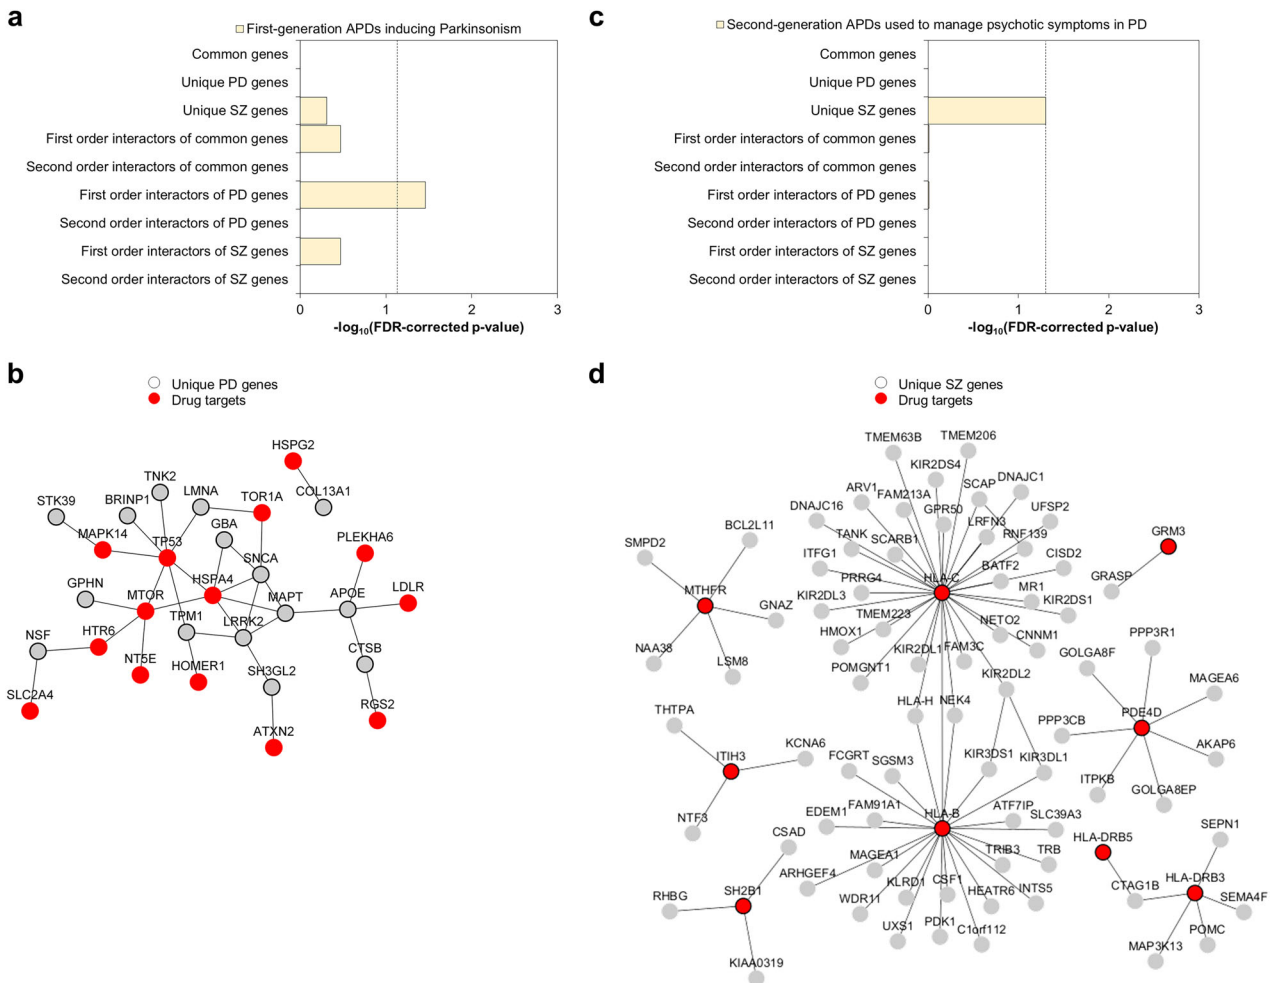 a
First-generation APDs inducing Parkinsonism
Common genes
Unique PD genes
Unique SZ genes
First order interactors of common genes
Second order interactors of common genes
First order interactors of PD genes
Second order interactors of PD genes
First order interactors of SZ genes
Second order interactors of SZ genes
0 1 2 3
-log10(FDR-corrected p-value)
c
Second-generation APDs used to manage psychotic symptoms in PD
Common genes
Unique PD genes
Unique SZ genes
First order interactors of common genes
Second order interactors of common genes
First order interactors of PD genes
Second order interactors of PD genes
First order interactors of SZ genes
Second order interactors of SZ genes
0 1 2 3
-log10(FDR-corrected p-value)
b
Unique PD genes
Drug targets
HSPG2
TNK2
COL13A1
STK39
BRINP1
LMNA
TOR1A
MAPK14
TP53
GBA
PLEKHA6
SNCA
GPHN
MTOR
HSPA4
MAPT
APOE
LDLR
NSF
HTR6
TPM1
LRRK2
CTSB
NT5E
HOMER1
SH3GL2
SLC2A4
RGS2
ATXN2
d
Unique SZ genes
Drug targets
TMEM63B
TMEM206
KIR2DS4
DNAJC1
ARV1
SCAP
FAM213A
DNAJC16
GPR50
UFSP2
LRFN3
TANK
RNF139
SCARB1
ITFG1
CISD2
BATF2
PRRG4
HLA-C
MR1
KIR2DL3
KIR2DS1
TMEM223
NETO2
HMOX1
CNNM1
KIR2DL1
FAM3C
POMGNT1
KIR2DL2
HLA-H
NEK4
BCL2L11
SMPD2
MTHFR
GNAZ
NAA38
LSM8
GRM3
GRASP
PPP3R1
GOLGA8F
MAGEA6
PDE4D
PPP3CB
AKAP6
ITPKB
GOLGA8EP
THTPA
KCNA6
ITIH3
NTF3
FCGRT
SGSM3
KIR3DS1
KIR3DL1
EDEM1
FAM91A1
HLA-B
ATF7IP
SLC39A3
MAGEA1
TRIB3
TRB
ARHGEF4
KLRD1
CSF1
HEATR6
INTS5
WDR11
UXS1
PDK1
C1orf112
CSAD
RHBG
SH2B1
KIAA0319
HLA-DRB5
SEPN1
HLA-DRB3
CTAG1B
SEMA4F
POMC
MAP3K13